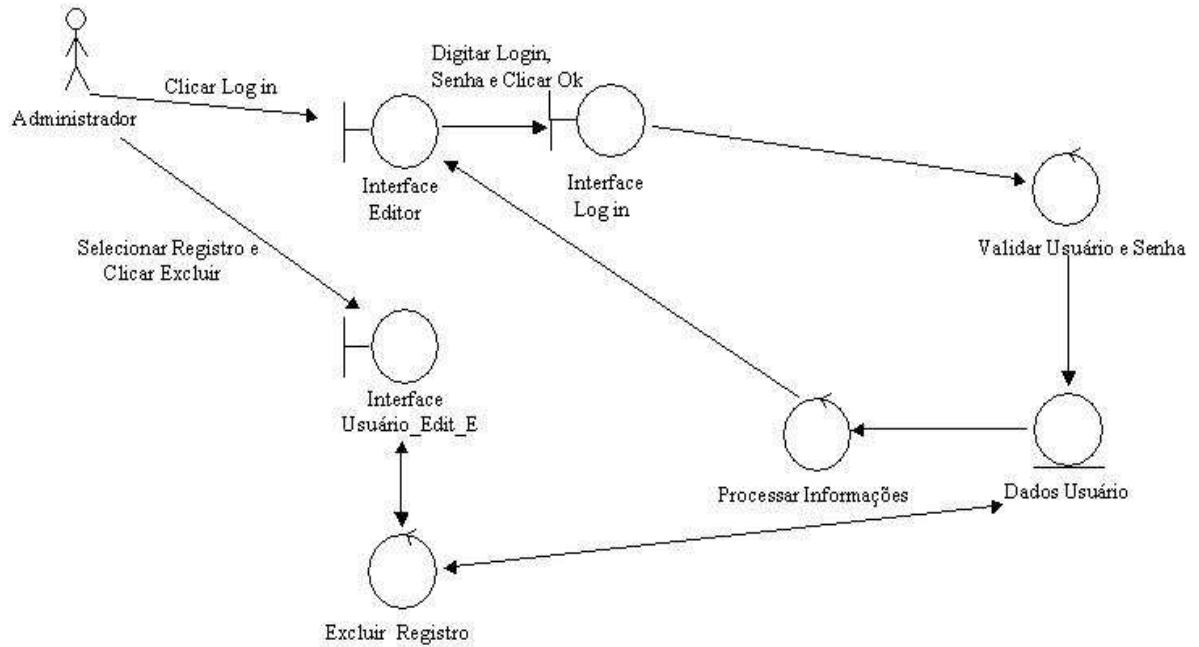 Digitar Login,
Senha e Clicar Ok
Clicar Log in
Administrador
Interface
Editor
Interface
Log in
Validar Usuário e Senha
Selecionar Registro e
Clicar Excluir
Interface
Usuário_Edit_E
Processar Informações
Dados Usuário
Excluir Registro